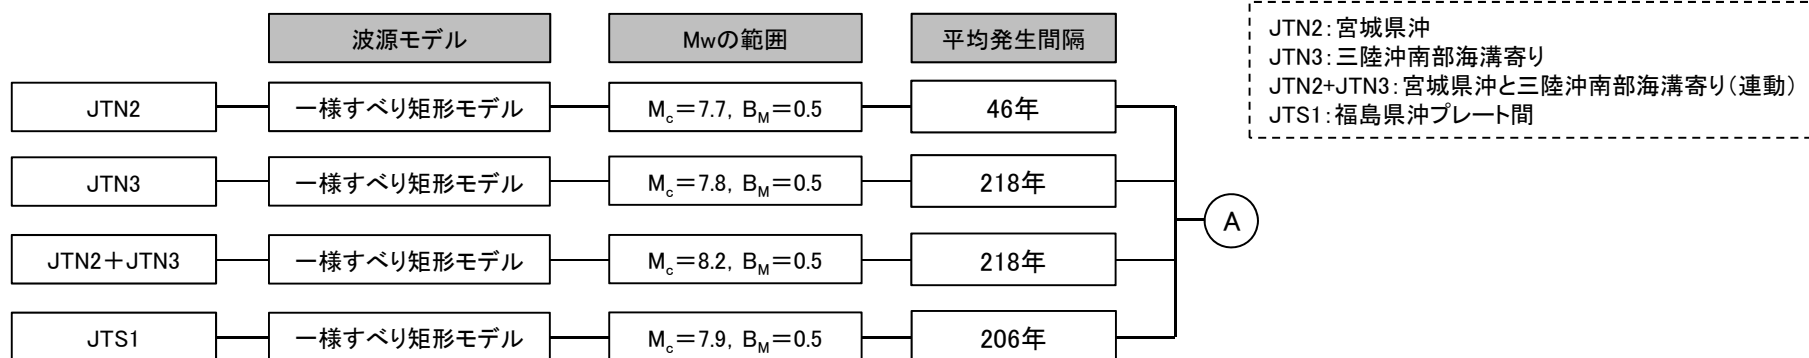 波源モデル Mwの範囲 平均発生間隔
JTN2 一様すべり矩形モデル Mc＝7.7, BM＝0.5 46年
JTN3 一様すべり矩形モデル Mc＝7.8, BM＝0.5 218年
JTN2＋JTN3 一様すべり矩形モデル Mc＝8.2, BM＝0.5 218年
JTS1 一様すべり矩形モデル Mc＝7.9, BM＝0.5 206年
A
JTN2：宮城県沖
JTN3：三陸沖南部海溝寄り
JTN2+JTN3：宮城県沖と三陸沖南部海溝寄り（連動）
JTS1：福島県沖プレート間